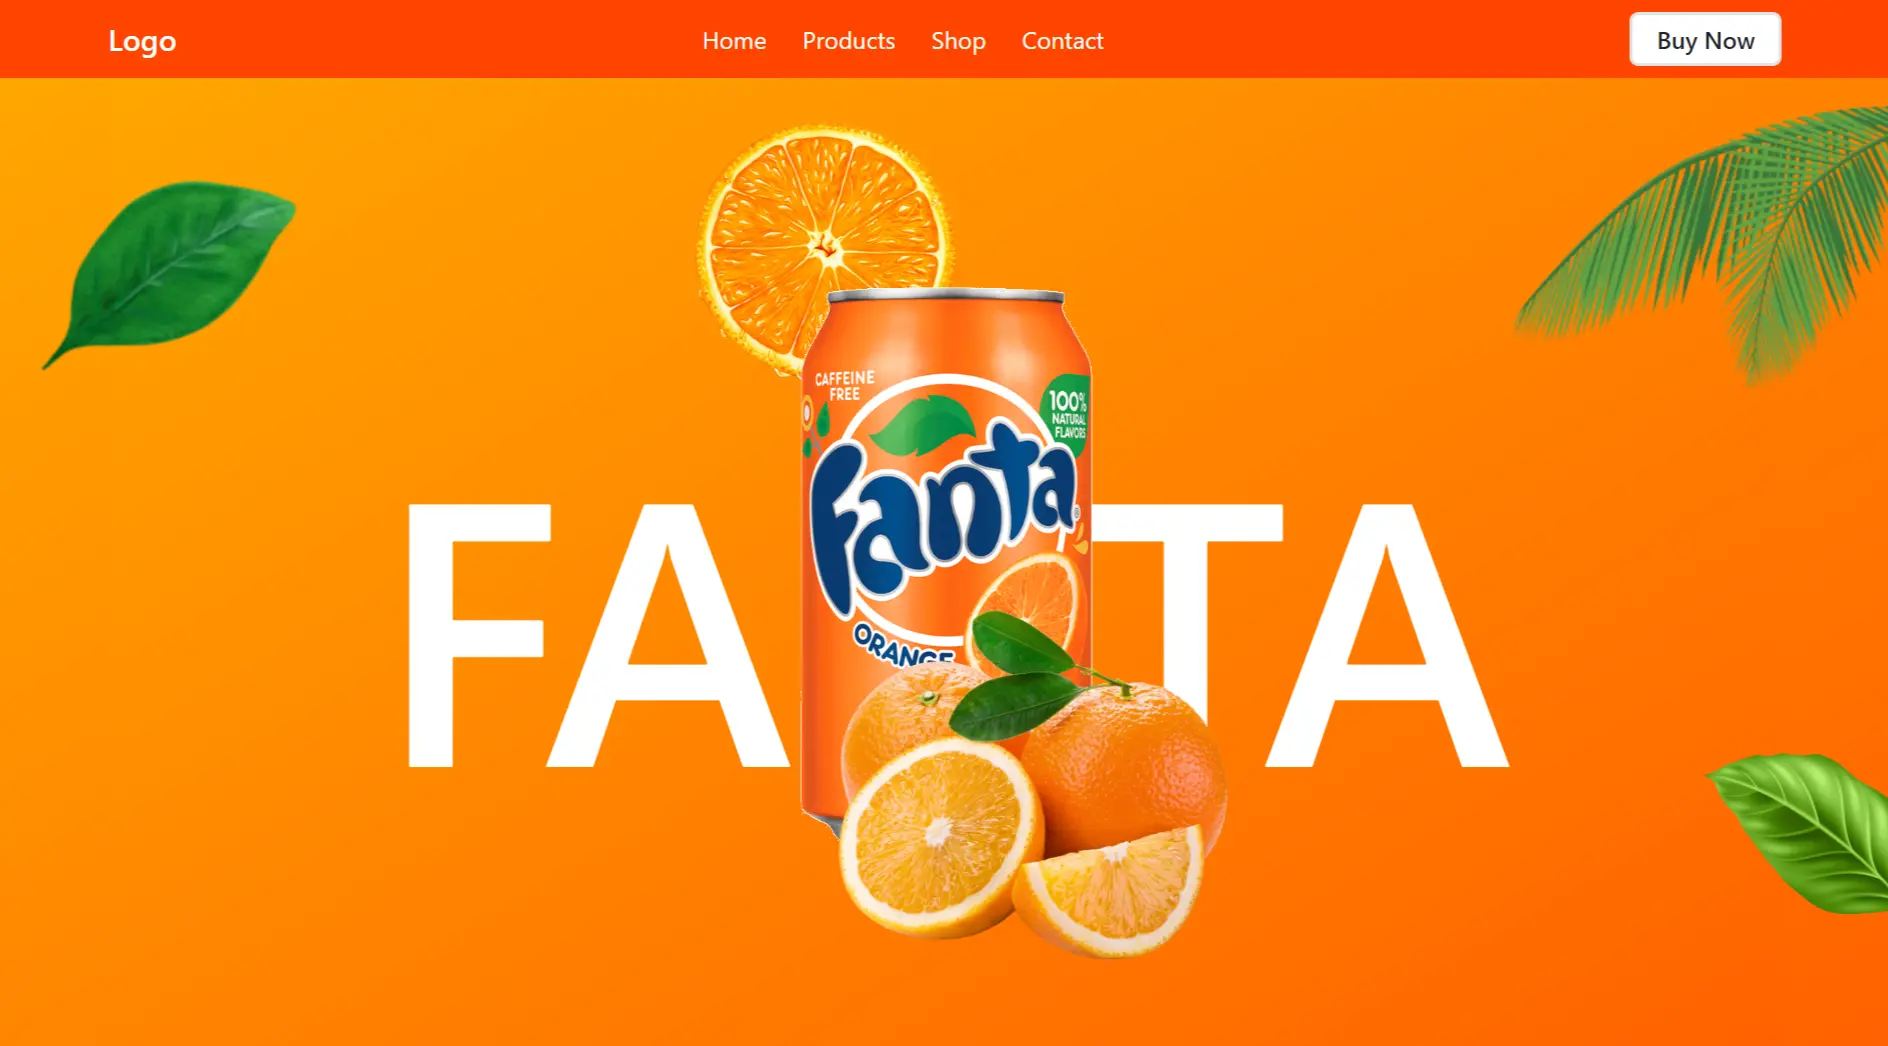 Logo
Home Products Shop Contact
Buy Now
CAFFEINE
FREE
100%
NATURAL
FLAVORS
Fanta®
ORANGE
FA TA